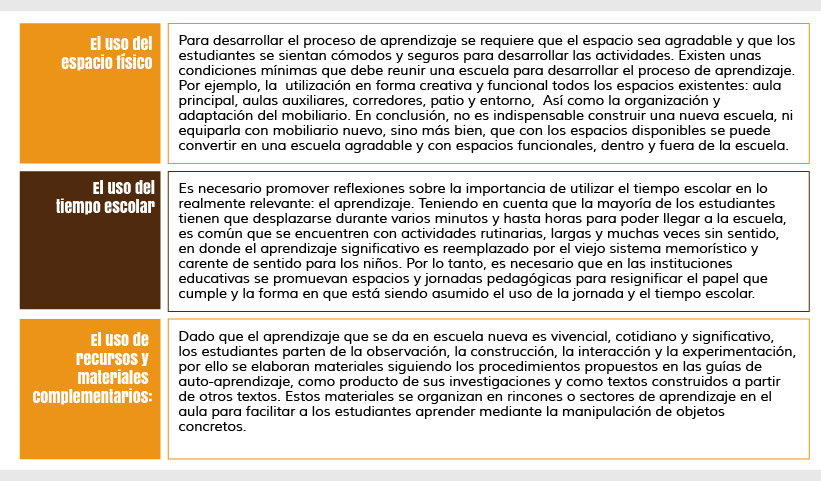 El uso del
espacio físico
Para desarrollar el proceso de aprendizaje se requiere que el espacio sea agradable y que los
estudiantes se sientan cómodos y seguros para desarrollar las actividades. Existen unas
condiciones mínimas que debe reunir una escuela para desarrollar el proceso de aprendizaje.
Por ejemplo, la utilización en forma creativa y funcional todos los espacios existentes: aula
principal, aulas auxiliares, corredores, patio y entorno, Así como la organización y
adaptación del mobiliario. En conclusión, no es indispensable construir una nueva escuela, ni
equiparla con mobiliario nuevo, sino más bien, que con los espacios disponibles se puede
convertir en una escuela agradable y con espacios funcionales, dentro y fuera de la escuela.
El uso del
tiempo escolar
Es necesario promover reflexiones sobre la importancia de utilizar el tiempo escolar en lo
realmente relevante: el aprendizaje. Teniendo en cuenta que la mayoría de los estudiantes
tienen que desplazarse durante varios minutos y hasta horas para poder llegar a la escuela,
es común que se encuentren con actividades rutinarias, largas y muchas veces sin sentido,
en donde el aprendizaje significativo es reemplazado por el viejo sistema memorístico y
carente de sentido para los niños. Por lo tanto, es necesario que en las instituciones
educativas se promuevan espacios y jornadas pedagógicas para resignificar el papel que
cumple y la forma en que está siendo asumido el uso de la jornada y el tiempo escolar.
El uso de
recursos y
materiales
complementarios:
Dado que el aprendizaje que se da en escuela nueva es vivencial, cotidiano y significativo,
los estudiantes parten de la observación, la construcción, la interacción y la experimentación,
por ello se elaboran materiales siguiendo los procedimientos propuestos en las guías de
auto-aprendizaje, como producto de sus investigaciones y como textos construidos a partir
de otros textos. Estos materiales se organizan en rincones o sectores de aprendizaje en el
aula para facilitar a los estudiantes aprender mediante la manipulación de objetos
concretos.